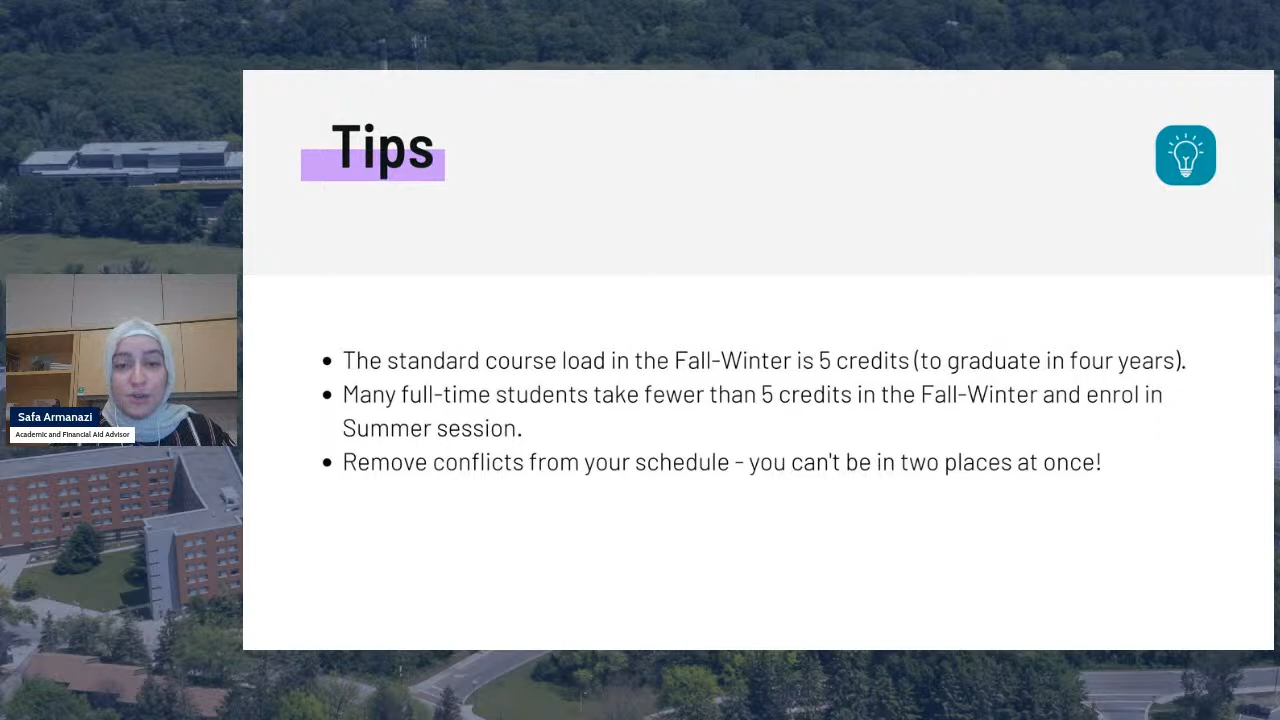 Tips
The standard course load in the Fall-Winter is 5 credits (to graduate in four years).
Many full-time students take fewer than 5 credits in the Fall-Winter and enrol in
Summer session.
Remove conflicts from your schedule - you can't be in two places at once!
Safa Armanazi
Academic and Financial Aid Advisor